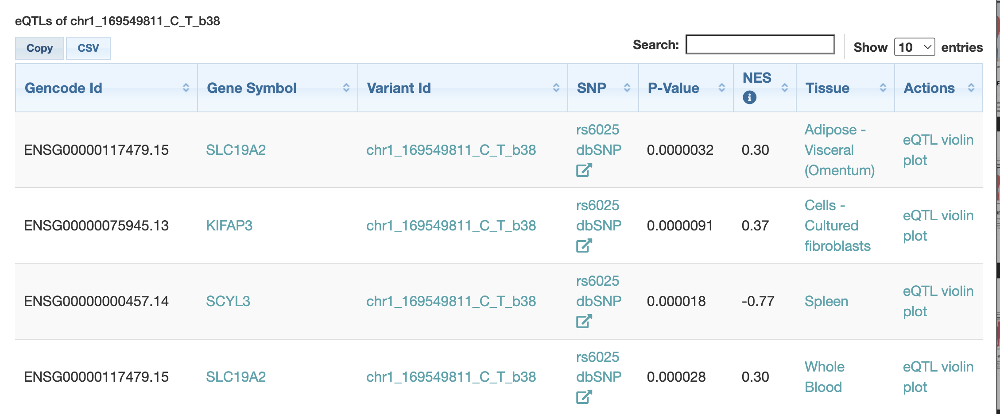 eQTLs of chr1_169549811_C_T_b38
Copy CSV Search: Show 10 entries
Gencode Id Gene Symbol Variant Id SNP P-Value NES Tissue Actions
ENSG00000117479.15 SLC19A2 chr1_169549811_C_T_b38 rs6025 dbSNP 0.0000032 0.30 Adipose - Visceral (Omentum) eQTL violin plot
ENSG00000075945.13 KIFAP3 chr1_169549811_C_T_b38 rs6025 dbSNP 0.0000091 0.37 Cells - Cultured fibroblasts eQTL violin plot
ENSG00000000457.14 SCYL3 chr1_169549811_C_T_b38 rs6025 dbSNP 0.000018 -0.77 Spleen eQTL violin plot
ENSG00000117479.15 SLC19A2 chr1_169549811_C_T_b38 rs6025 dbSNP 0.000028 0.30 Whole Blood eQTL violin plot